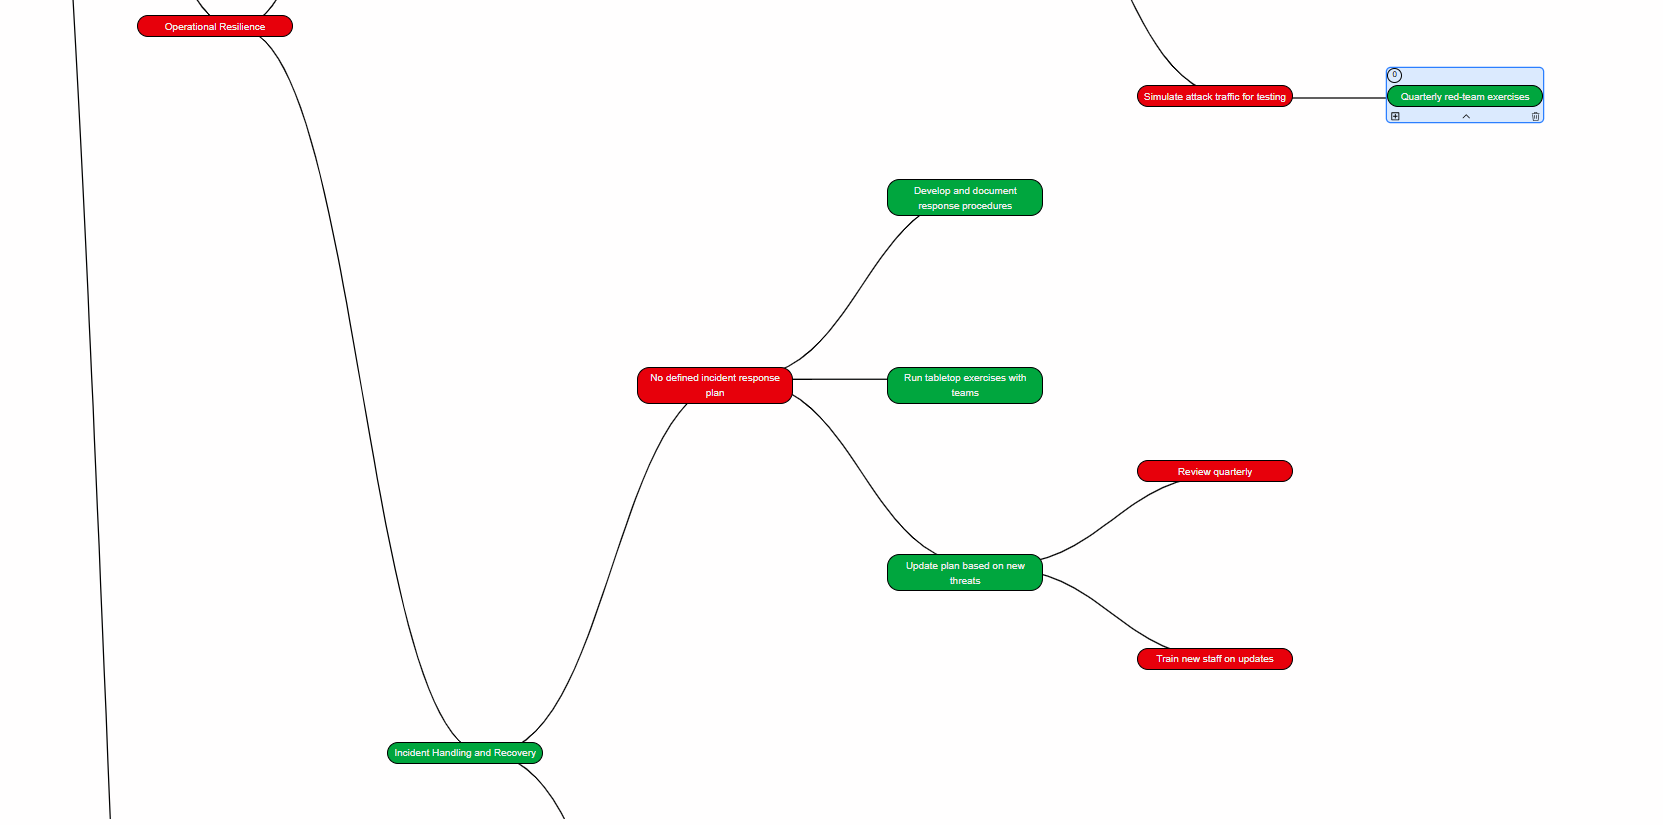 Operational Resilience
Simulate attack traffic for testing
0
Quarterly red-team exercises
Develop and document
response procedures
No defined incident response
plan
Run tabletop exercises with
teams
Review quarterly
Update plan based on new
threats
Train new staff on updates
Incident Handling and Recovery